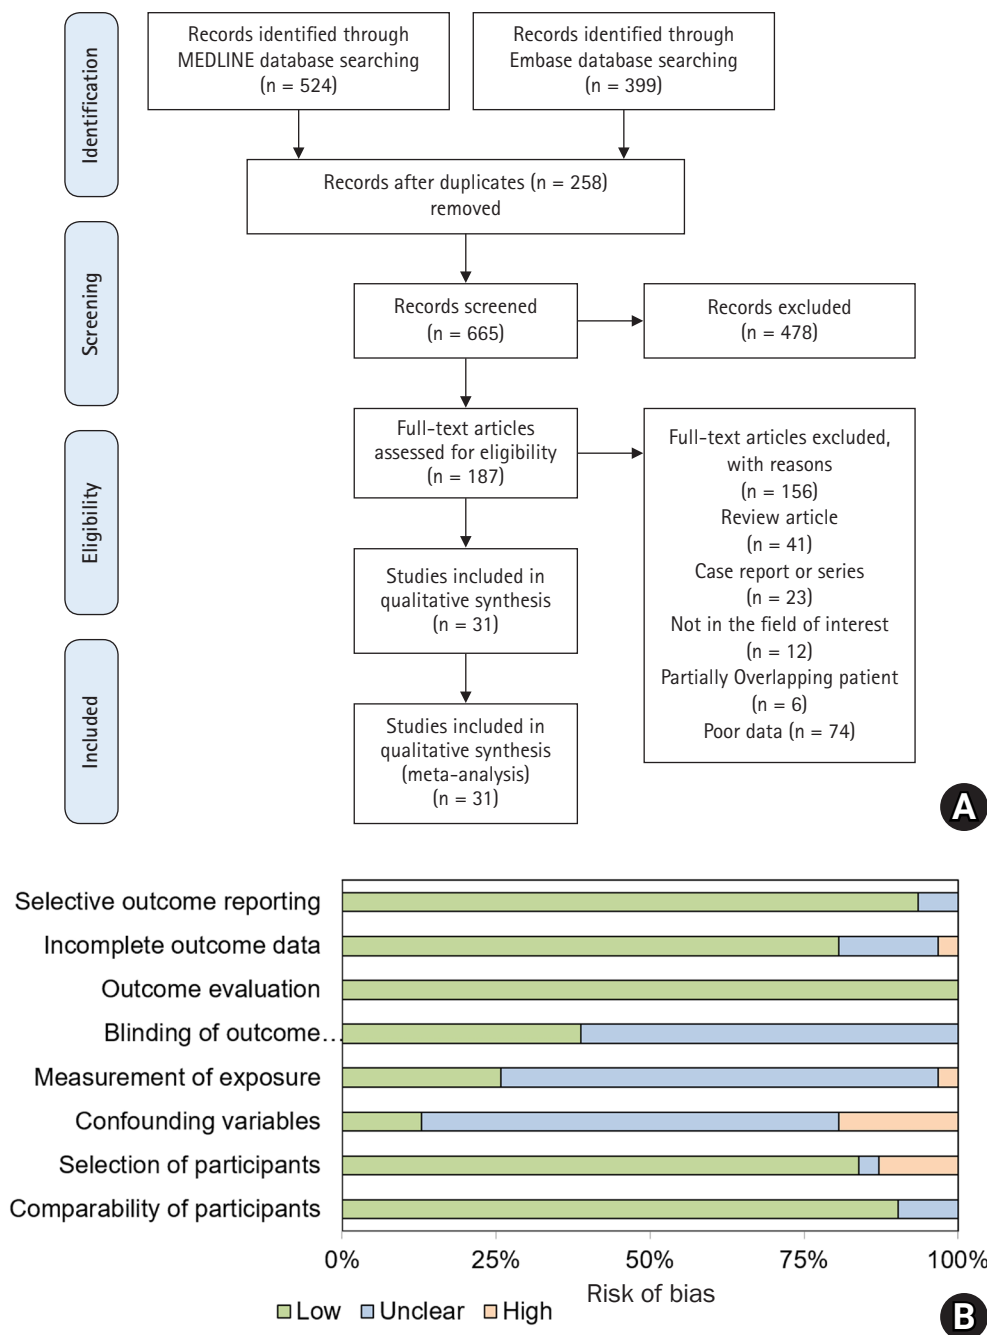 Identification
Records identified through
MEDLINE database searching
(n = 524)
Records identified through
Embase database searching
(n = 399)
Records after duplicates (n = 258)
removed
Screening
Records screened
(n = 665)
Records excluded
(n = 478)
Eligibility
Full-text articles
assessed for eligibility
(n = 187)
Full-text articles excluded,
with reasons
(n = 156)
Review article
(n = 41)
Case report or series
(n = 23)
Not in the field of interest
(n = 12)
Partially Overlapping patient
(n = 6)
Poor data (n = 74)
Studies included in
qualitative synthesis
(n = 31)
Included
Studies included in
qualitative synthesis
(meta-analysis)
(n = 31)
A
Selective outcome reporting
Incomplete outcome data
Outcome evaluation
Blinding of outcome…
Measurement of exposure
Confounding variables
Selection of participants
Comparability of participants
0% 25% 50% 75% 100%
Risk of bias
Low Unclear High
B